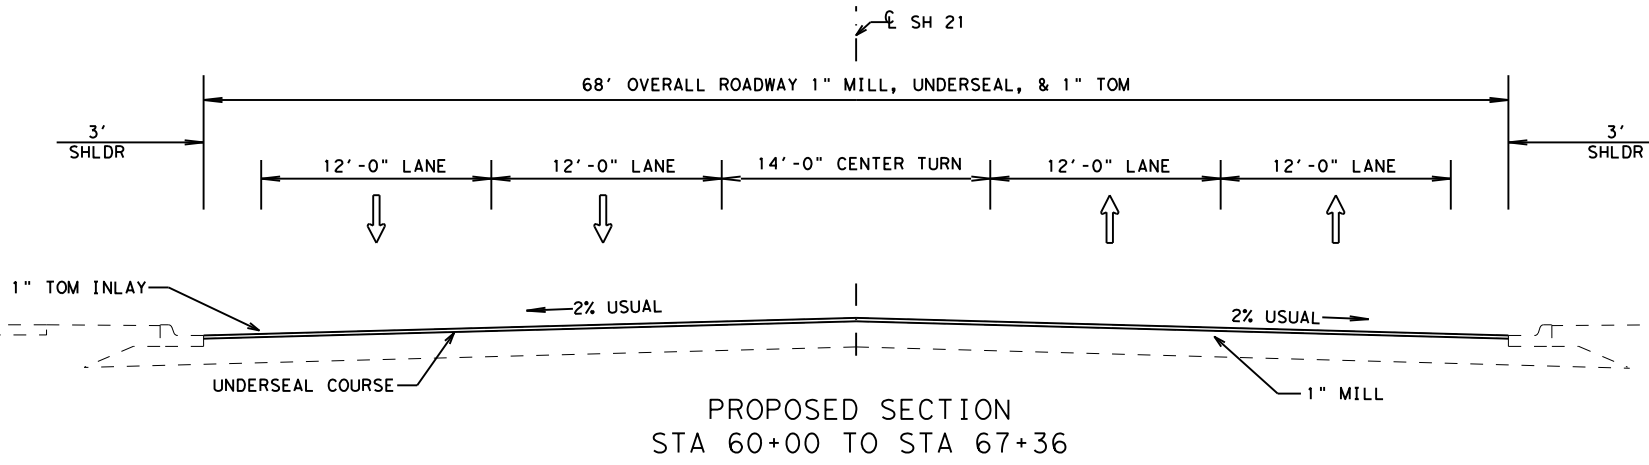 ℄ SH 21
68' OVERALL ROADWAY 1" MILL, UNDERSEAL, & 1" TOM
3'
SHLDR
3'
SHLDR
12'-0" LANE
12'-0" LANE
14'-0" CENTER TURN
12'-0" LANE
12'-0" LANE
1" TOM INLAY
2% USUAL
2% USUAL
UNDERSEAL COURSE
1" MILL
PROPOSED SECTION
STA 60+00 TO STA 67+36